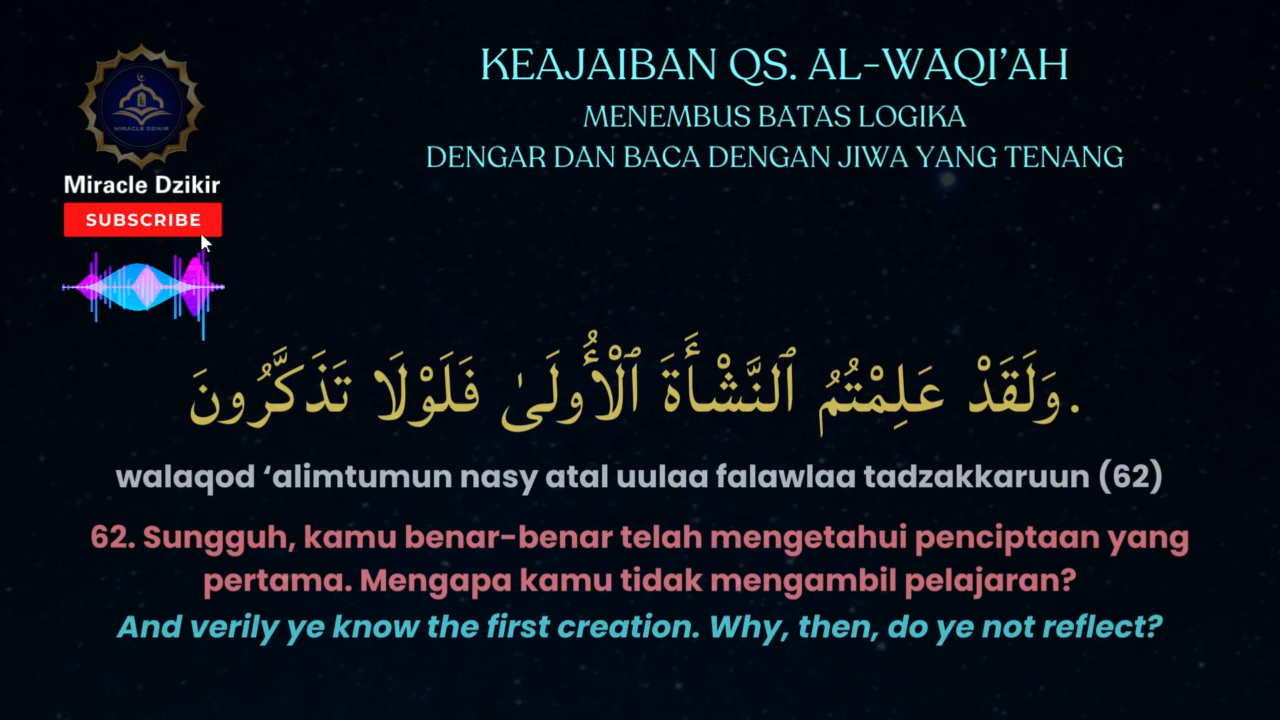 KEAJAIBAN QS. AL-WAQI’AH
MENEMBUS BATAS LOGIKA
DENGAR DAN BACA DENGAN JIWA YANG TENANG
MIRACLE DZIKIR
Miracle Dzikir
SUBSCRIBE
وَلَقَدْ عَلِمْتُمُ ٱلنَّشْأَةَ ٱلْأُولَىٰ فَلَوْلَا تَذَكَّرُونَ.
walaqod ‘alimtumun nasy atal uulaa falawlaa tadzakkaruun (62)
62. Sungguh, kamu benar-benar telah mengetahui penciptaan yang
pertama. Mengapa kamu tidak mengambil pelajaran?
And verily ye know the first creation. Why, then, do ye not reflect?